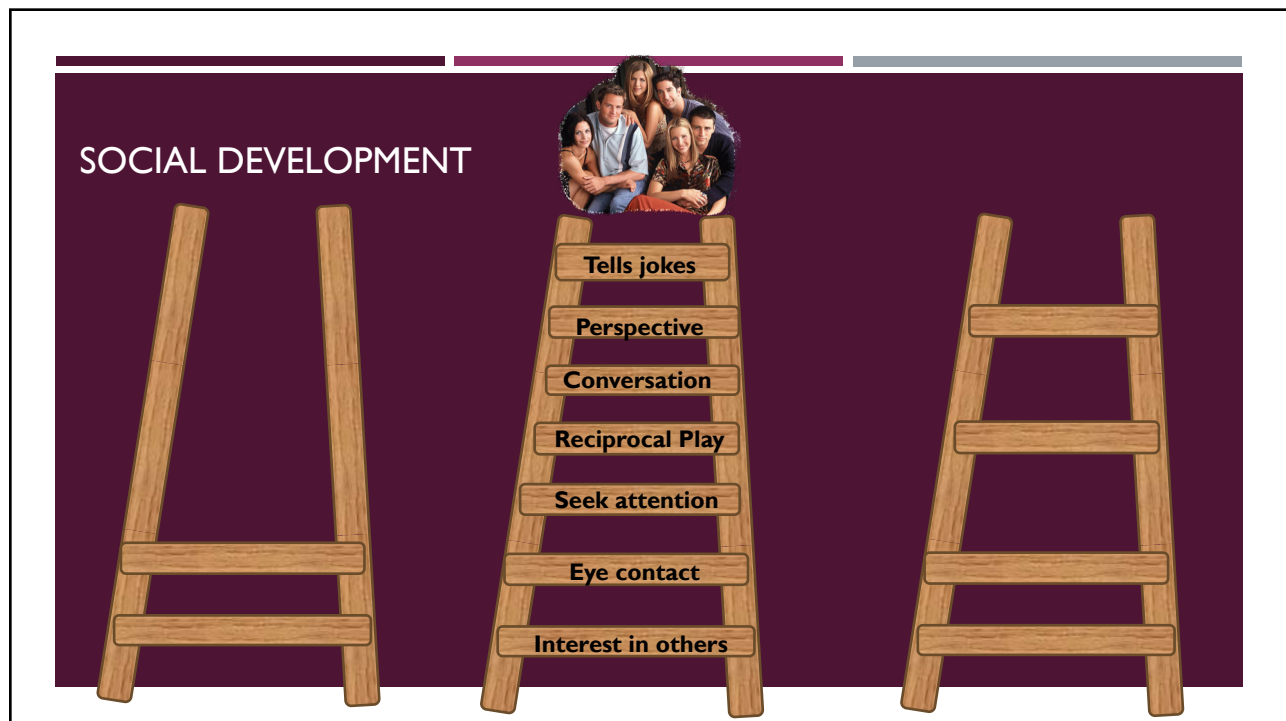 SOCIAL DEVELOPMENT
Tells jokes
Perspective
Conversation
Reciprocal Play
Seek attention
Eye contact
Interest in others